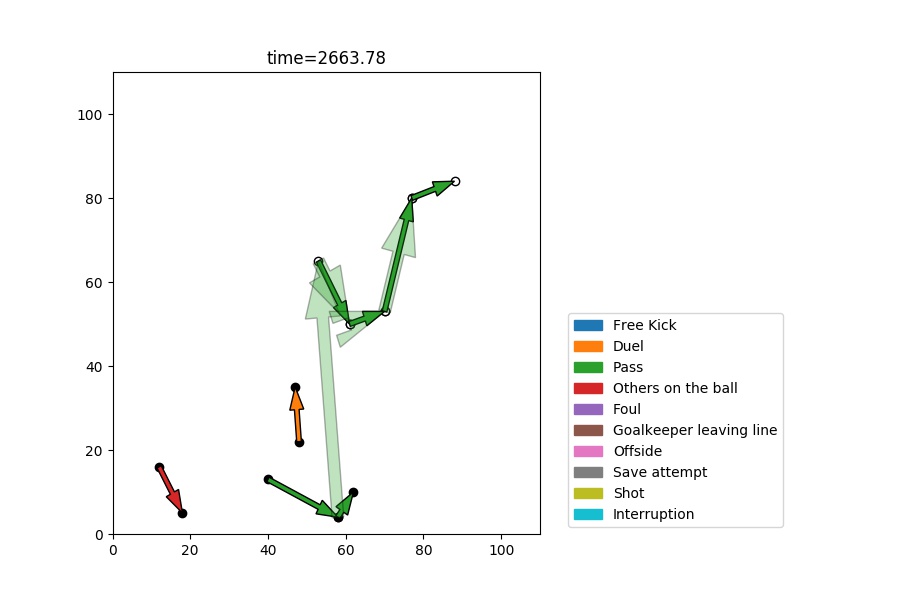 time=2663.78
100
80
60
40
20
0
0 20 40 60 80 100
Free Kick
Duel
Pass
Others on the ball
Foul
Goalkeeper leaving line
Offside
Save attempt
Shot
Interruption